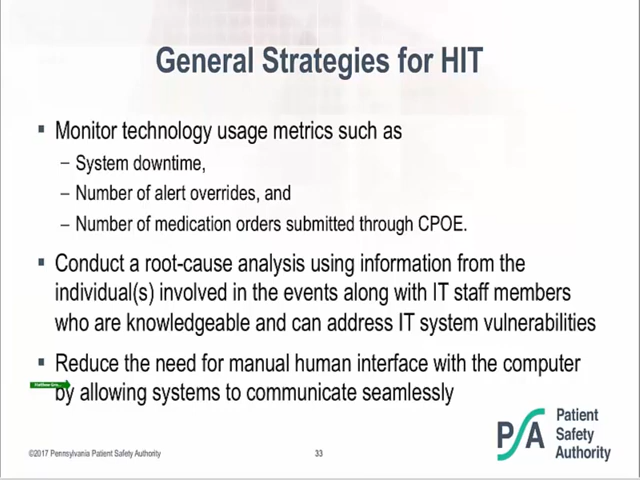 General Strategies for HIT
▪ Monitor technology usage metrics such as
– System downtime,
– Number of alert overrides, and
– Number of medication orders submitted through CPOE.
▪ Conduct a root-cause analysis using information from the
individual(s) involved in the events along with IT staff members
who are knowledgeable and can address IT system vulnerabilities
▪ Reduce the need for manual human interface with the computer
by allowing systems to communicate seamlessly
PSA
Patient
Safety
Authority
©2017 Pennsylvania Patient Safety Authority
33